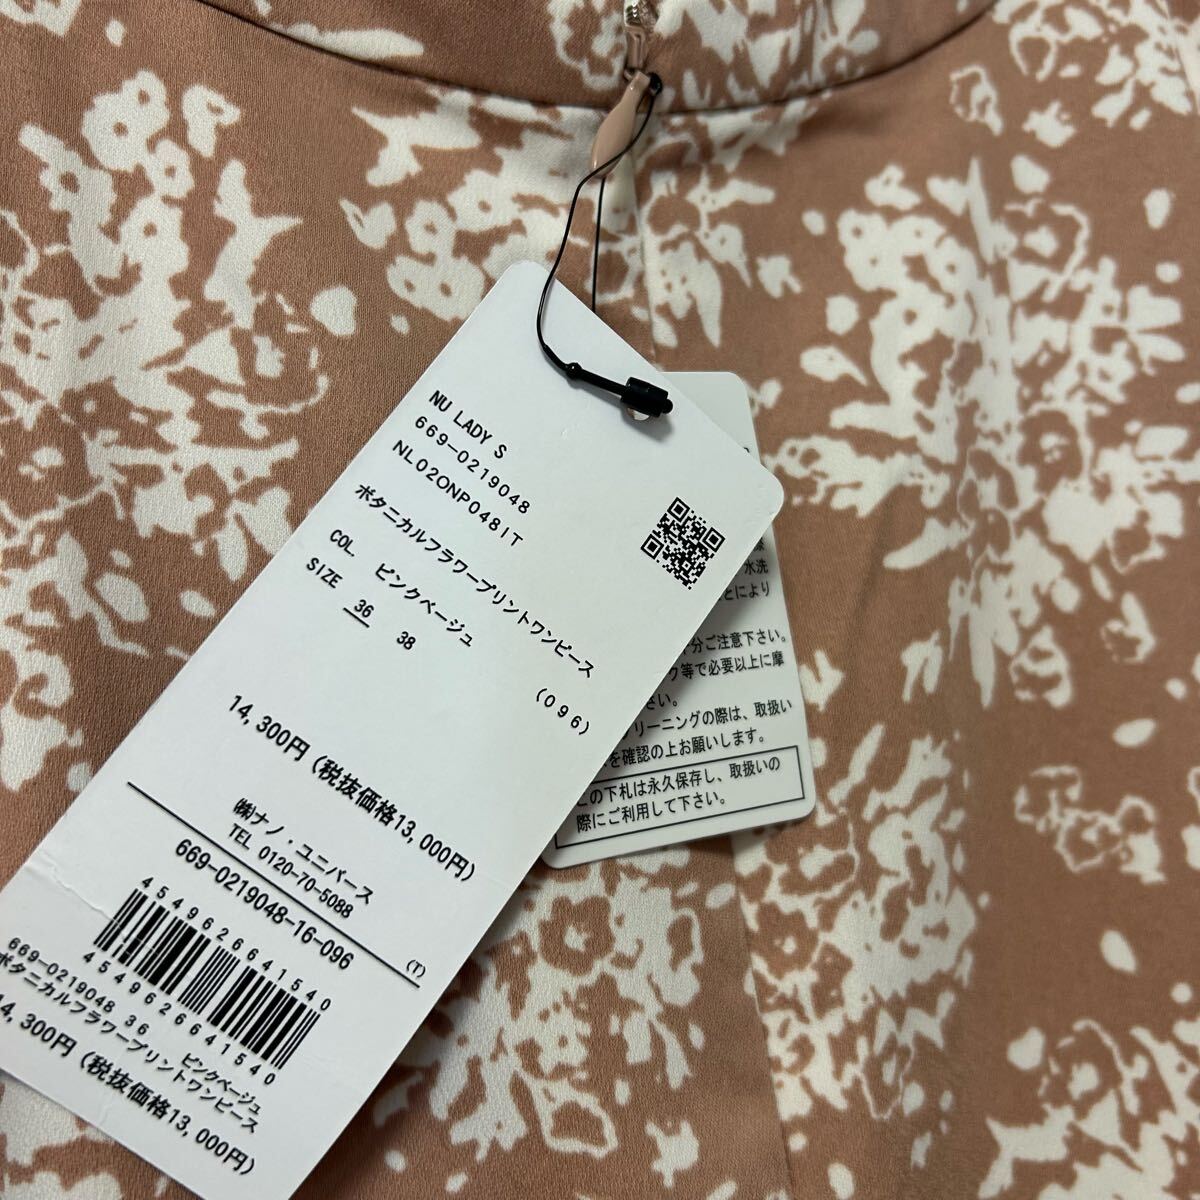 NU LADY S
669-0219048
NL02ONP048IT
ボタニカルフラワープリントワンピース
COL ピンクベージュ (096)
SIZE 36 38
14,300円(税抜価格13,000円)
㈱ナノ・ユニバース
TEL 0120-70-5088
669-0219048-16-096
(T)
4549626641540
4549626641540
669-0219048 36 ピンクベージュ
ボタニカルフラワープリントワンピース
14,300円(税抜価格13,000円)
水洗
とにより
分ご注意下さい。
ク等で必要以上に摩
さい。
リーニングの際は、取扱い
を確認の上お願いします。
この下札は永久保存し、取扱いの
際にご利用して下さい。